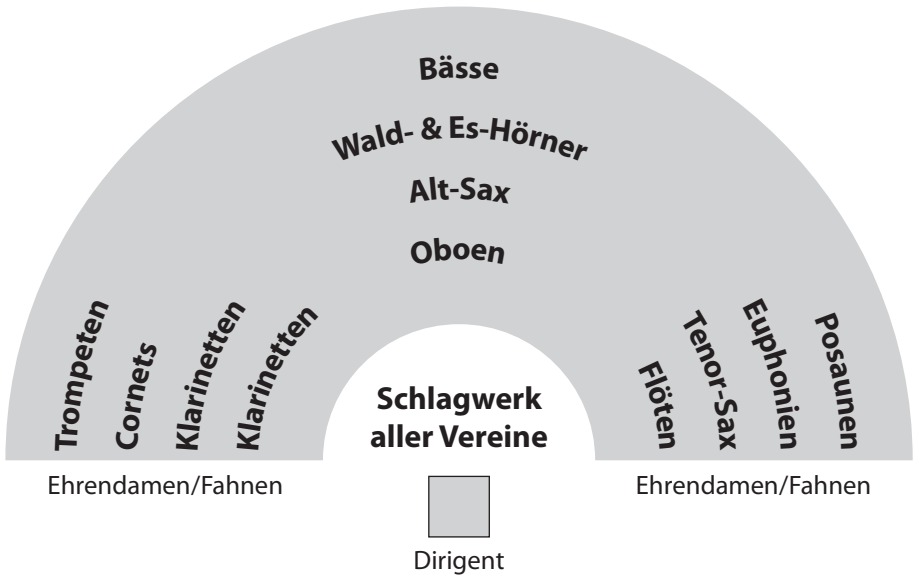 Bässe
Wald- & Es-Hörner
Alt-Sax
Oboen
Trompeten
Cornets
Klarinetten
Klarinetten
Flöten
Tenor-Sax
Euphonien
Posaunen
Schlagwerk
aller Vereine
Ehrendamen/Fahnen
Ehrendamen/Fahnen
Dirigent